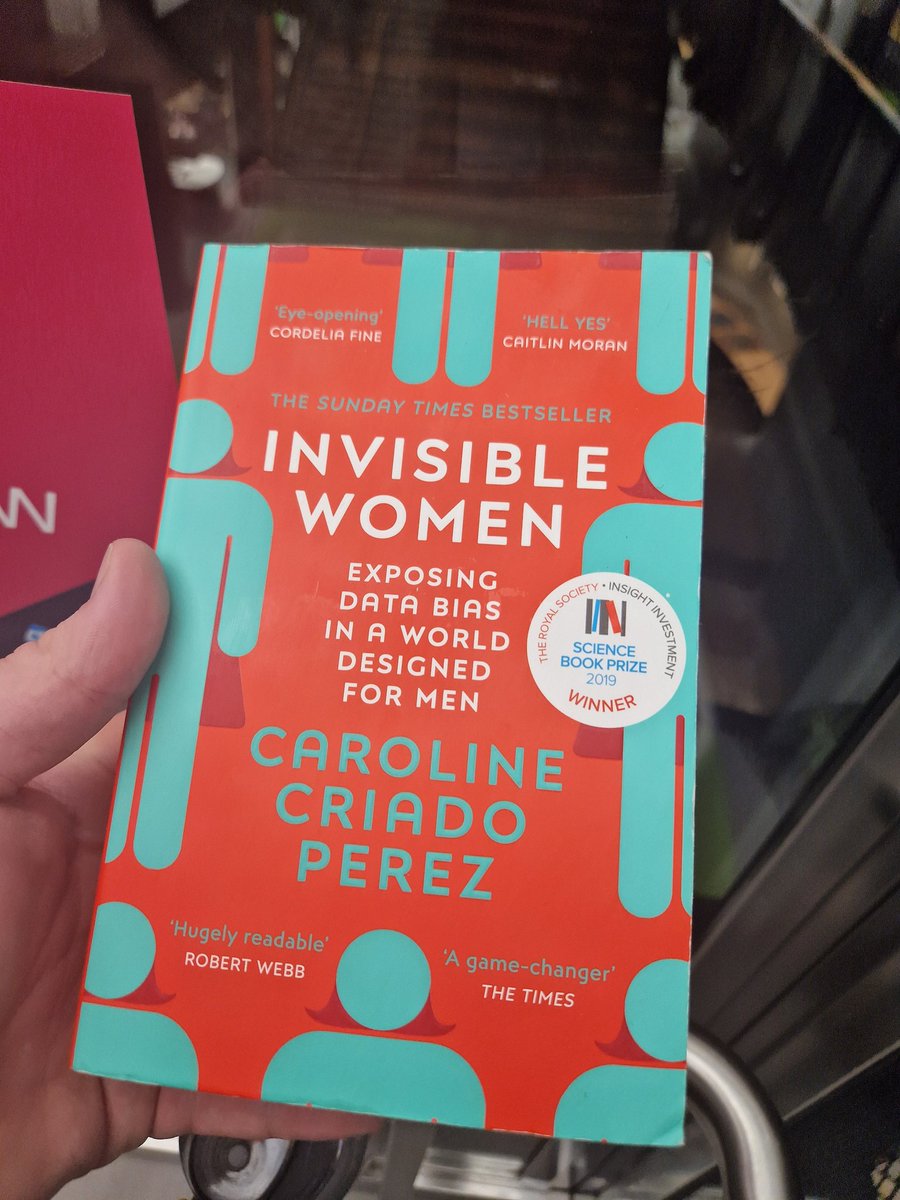 'Eye-opening'
CORDELIA FINE
'HELL YES'
CAITLIN MORAN
THE SUNDAY TIMES BESTSELLER
INVISIBLE
WOMEN
EXPOSING
DATA BIAS
IN A WORLD
DESIGNED
FOR MEN
THE ROYAL SOCIETY • INSIGHT INVESTMENT
SCIENCE
BOOK PRIZE
2019
WINNER
CAROLINE
CRIADO
PEREZ
'Hugely readable'
ROBERT WEBB
'A game-changer'
THE TIMES